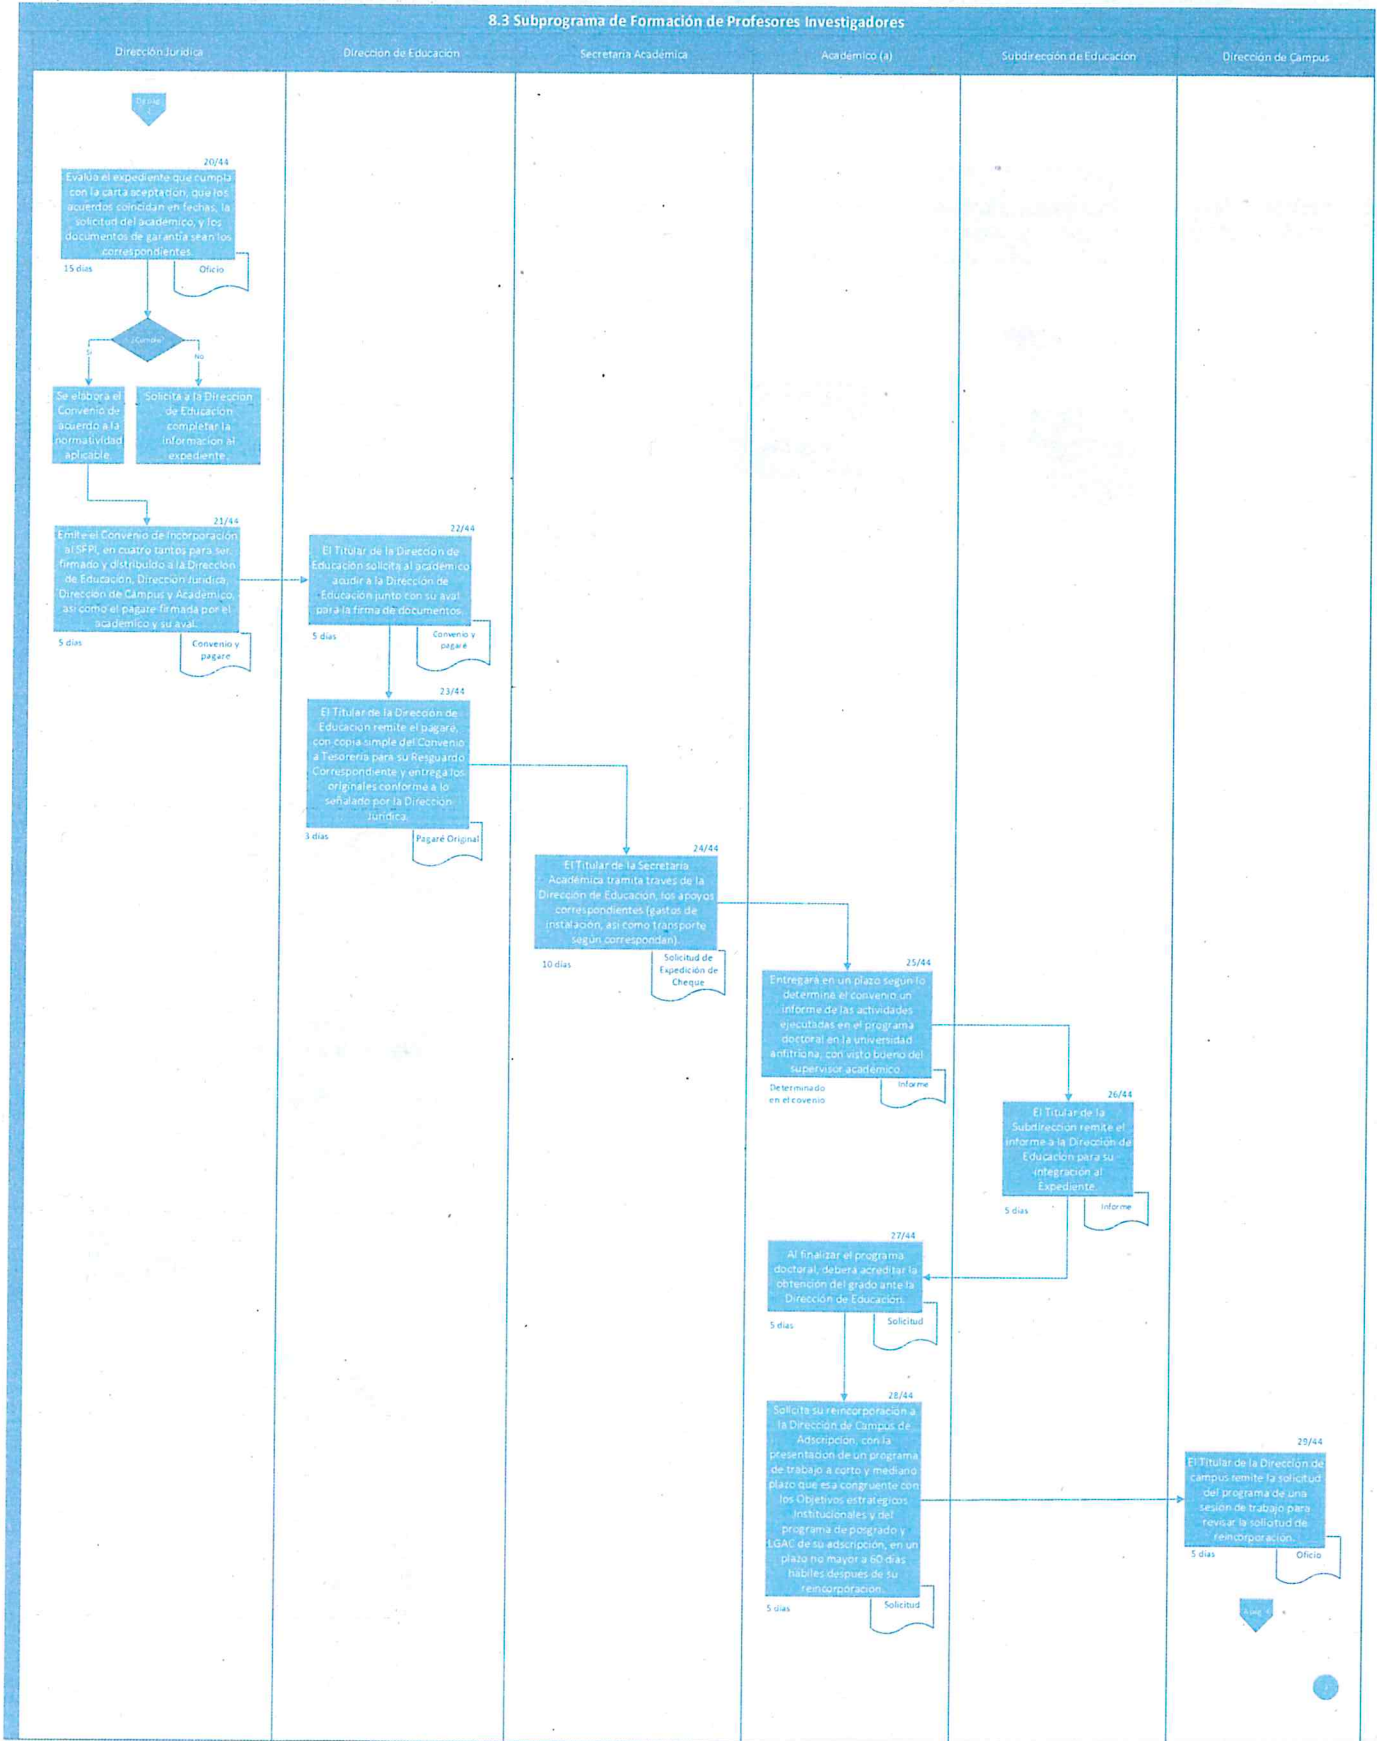 8.3 Subprograma de Formación de Profesores Investigadores
Dirección Jurídica
Dirección de Educación
Secretaria Académica
Académico (a)
Subdirección de Educación
Dirección de Campus
De pag.
20/44
Evalúa el expediente que cumpla
con la carta aceptación, que los
acuerdos coincidan en fechas, la
solicitud del académico, y los
documentos de garantía sean los
correspondientes.
15 días
Oficio
¿Cumple?
Si
No
Se elabora el
Convenio de
acuerdo a la
normatividad
aplicable.
Solicita a la Dirección
de Educación
completar la
información al
expediente.
21/44
Emite el Convenio de Incorporación
al SFPI, en cuatro tantos para ser
firmado y distribuido a la Dirección
de Educación, Dirección Jurídica,
Dirección de Campus y Académico,
así como el pagare firmada por el
académico y su aval.
5 días
Convenio y
pagare
22/44
El Titular de la Dirección de
Educación solicita al académico
acudir a la Dirección de
Educación junto con su aval
para la firma de documentos.
5 días
Convenio y
pagaré
23/44
El Titular de la Dirección de
Educación remite el pagaré,
con copia simple del Convenio
a Tesorería para su Resguardo
Correspondiente y entrega los
originales conforme a lo
señalado por la Dirección
Jurídica.
3 días
Pagaré Original
24/44
El Titular de la Secretaría
Académica tramita traves de la
Dirección de Educación, los apoyos
correspondientes (gastos de
instalación, así como transporte
según correspondan).
10 días
Solicitud de
Expedición de
Cheque
25/44
Entregará en un plazo según lo
determine el convenio un
informe de las actividades
ejecutadas en el programa
doctoral en la universidad
anfitriona, con visto bueno del
supervisor académico
Determinado
en el covenio
Informe
26/44
El Titular de la
Subdirección remite el
informe a la Dirección de
Educación para su
integración al
Expediente.
5 días
Informe
27/44
Al finalizar el programa
doctoral, deberá acreditar la
obtención del grado ante la
Dirección de Educación.
5 días
Solicitud
28/44
Solicita su reincorporación a
la Dirección de Campus de
Adscripción, con la
presentación de un programa
de trabajo a corto y mediano
plazo que esa congruente con
los Objetivos estratégicos
Institucionales y del
programa de posgrado y
LGAC de su adscripción, en un
plazo no mayor a 60 días
hábiles despues de su
reincorporación.
5 días
Solicitud
29/44
El Titular de la Dirección de
campus remite la solicitud
del programa de una
sesión de trabajo para
revisar la solicitud de
reincorporación.
5 días
Oficio
A pag.